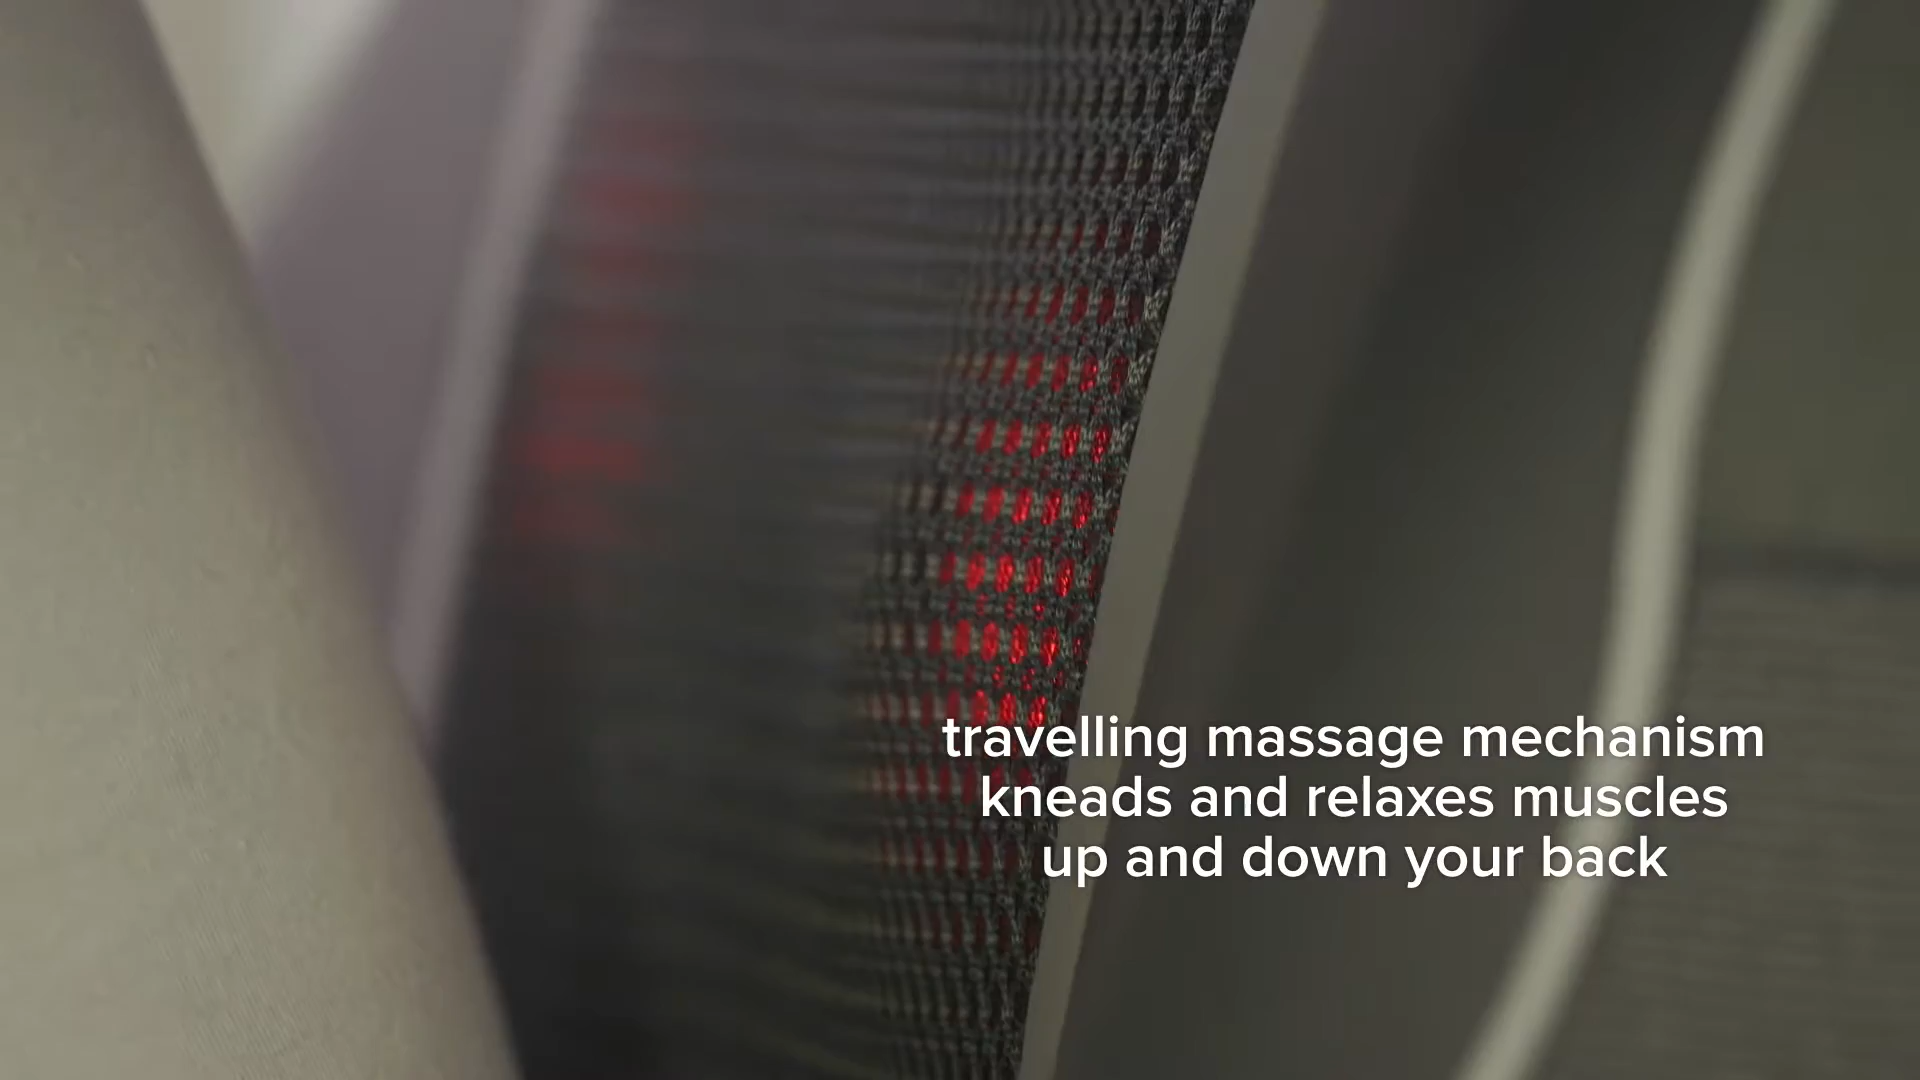 travelling massage mechanism
kneads and relaxes muscles
up and down your back